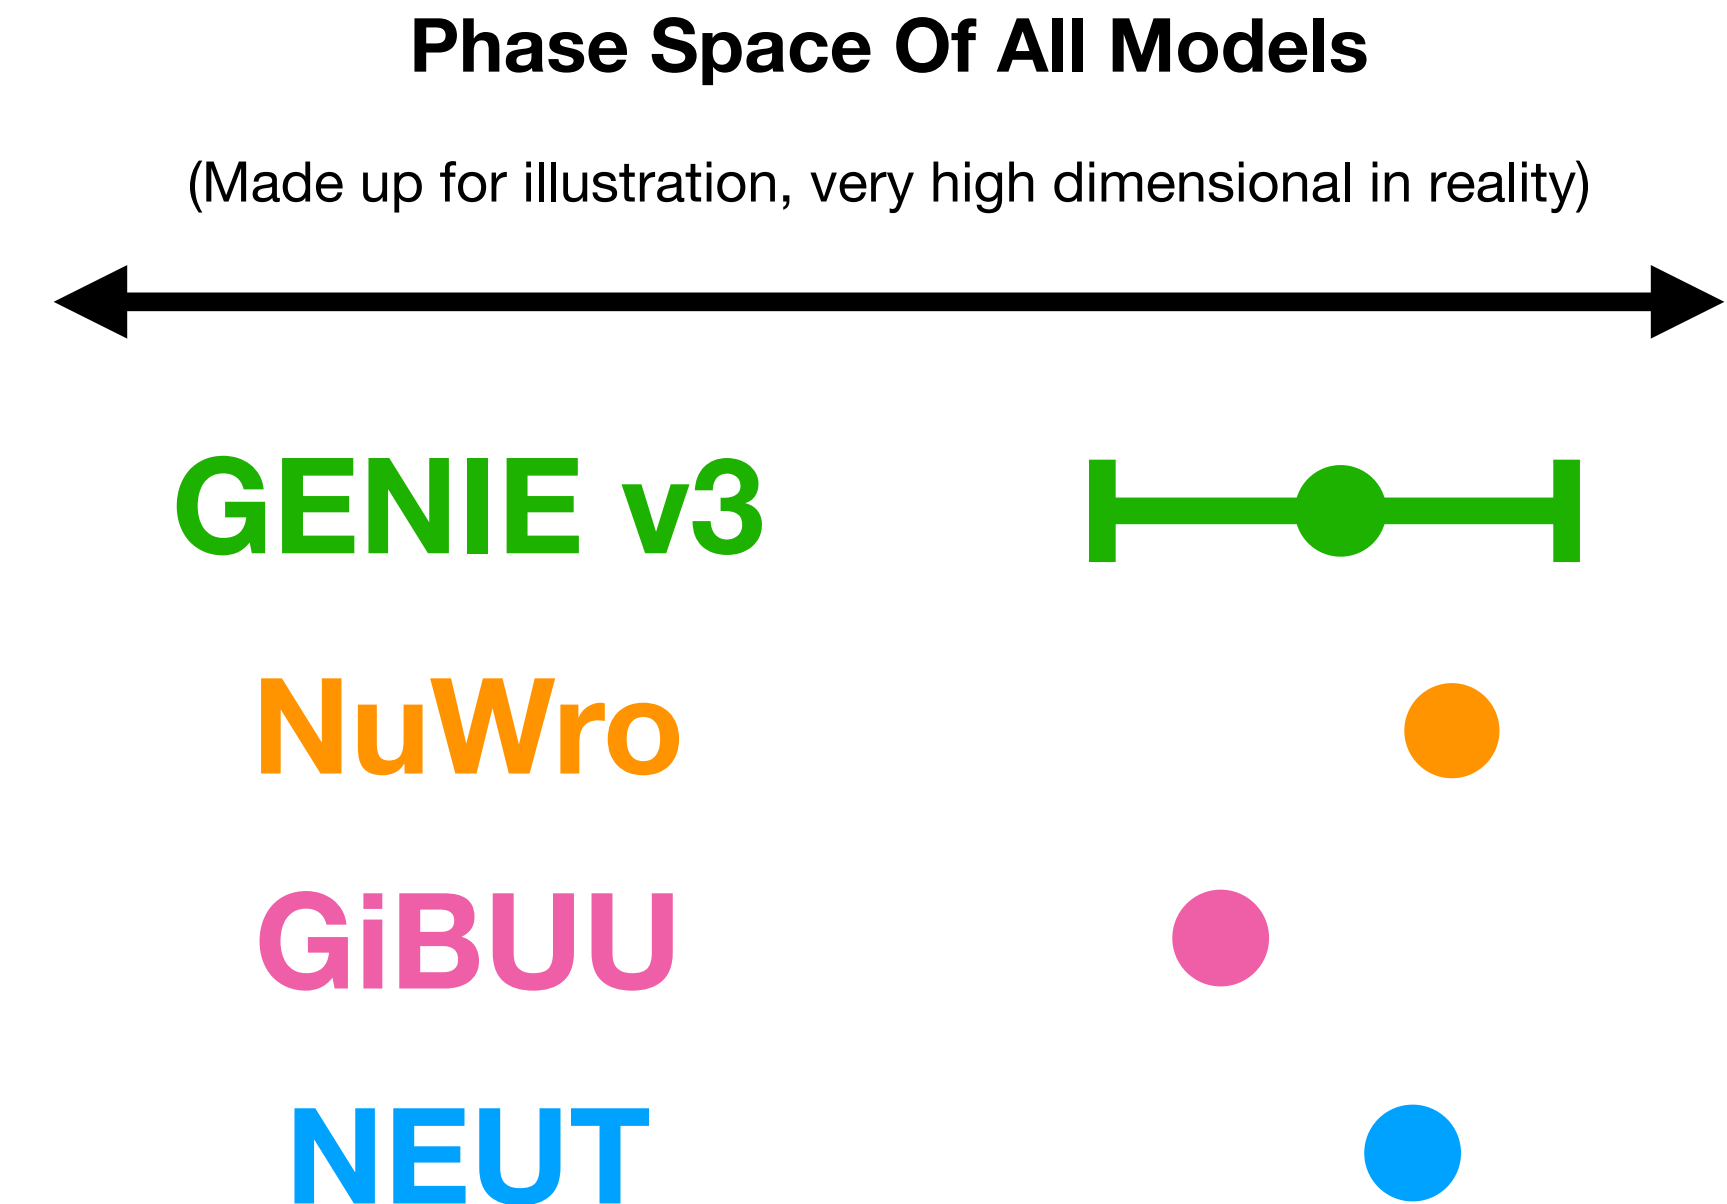 Phase Space Of All Models
(Made up for illustration, very high dimensional in reality)
GENIE v3
NuWro
GiBUU
NEUT